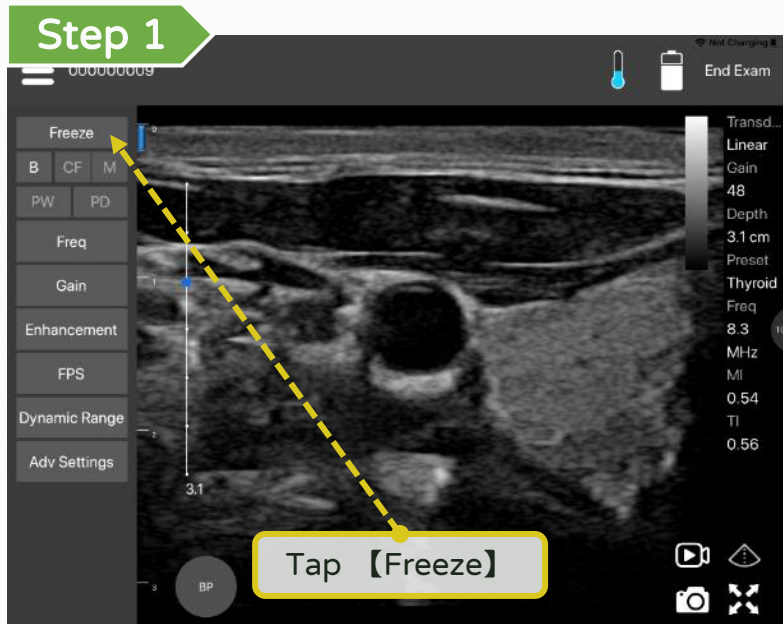 Step 1
Not Charging
000000009
End Exam
Freeze
B CF M
PW PD
Freq
Gain
Enhancement
FPS
Dynamic Range
Adv Settings
0
1
2
3
3.1
BP
Transd...
Linear
Gain
48
Depth
3.1 cm
Preset
Thyroid
Freq
8.3
MHz
MI
0.54
TI
0.56
Tap 【Freeze】